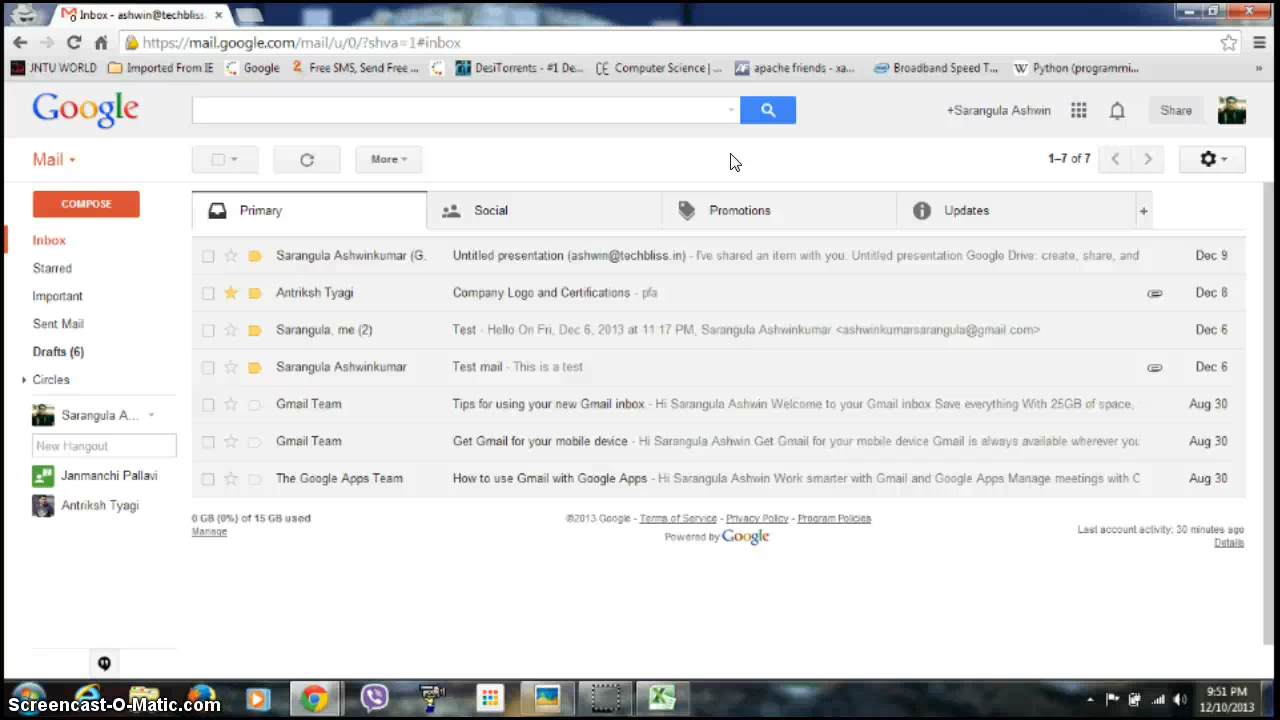 Inbox - ashwin@techbliss.
https://mail.google.com/mail/u/0/?shva=1#inbox
JNTU WORLD Imported From IE Google Free SMS, Send Free ... DesiTorrents - #1 De... Computer Science | ... apache friends - xa... Broadband Speed T... Python (programmi... »
Google +Sarangula Ashwin Share
Mail More 1–7 of 7
COMPOSE
Primary Social Promotions Updates +
Inbox
Starred
Important
Sent Mail
Drafts (6)
Circles
Sarangula A...
New Hangout
Janmanchi Pallavi
Antriksh Tyagi
Sarangula Ashwinkumar (G. Untitled presentation (ashwin@techbliss.in) - I've shared an item with you. Untitled presentation Google Drive: create, share, and Dec 9
Antriksh Tyagi Company Logo and Certifications - pfa Dec 8
Sarangula, me (2) Test - Hello On Fri, Dec 6, 2013 at 11:17 PM, Sarangula Ashwinkumar <ashwinkumarsarangula@gmail.com> Dec 6
Sarangula Ashwinkumar Test mail - This is a test Dec 6
Gmail Team Tips for using your new Gmail inbox - Hi Sarangula Ashwin Welcome to your Gmail inbox Save everything With 25GB of space, Aug 30
Gmail Team Get Gmail for your mobile device - Hi Sarangula Ashwin Get Gmail for your mobile device Gmail is always available wherever you Aug 30
The Google Apps Team How to use Gmail with Google Apps - Hi Sarangula Ashwin Work smarter with Gmail and Google Apps Manage meetings with C Aug 30
0 GB (0%) of 15 GB used
Manage
©2013 Google - Terms of Service - Privacy Policy - Program Policies
Powered by Google
Last account activity: 30 minutes ago
Details
Screencast-O-Matic.com
9:51 PM
12/10/2013